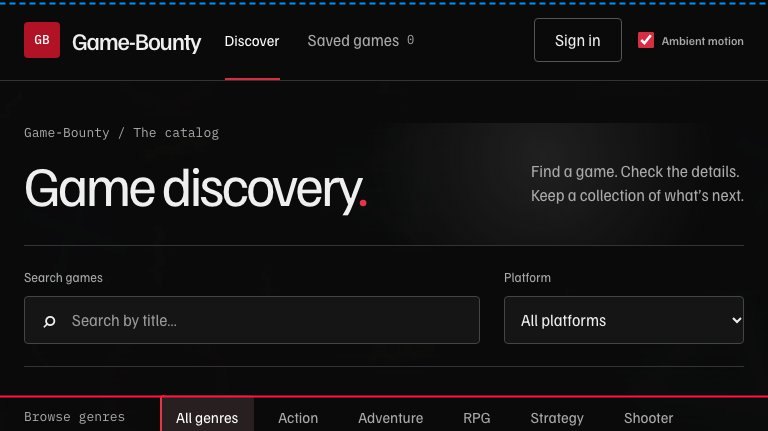 GB Game-Bounty Discover Saved games 0 Sign in Ambient motion
Game-Bounty / The catalog
Game discovery.
Find a game. Check the details.
Keep a collection of what's next.
Search games
Search by title...
Platform
All platforms
Browse genres All genres Action Adventure RPG Strategy Shooter